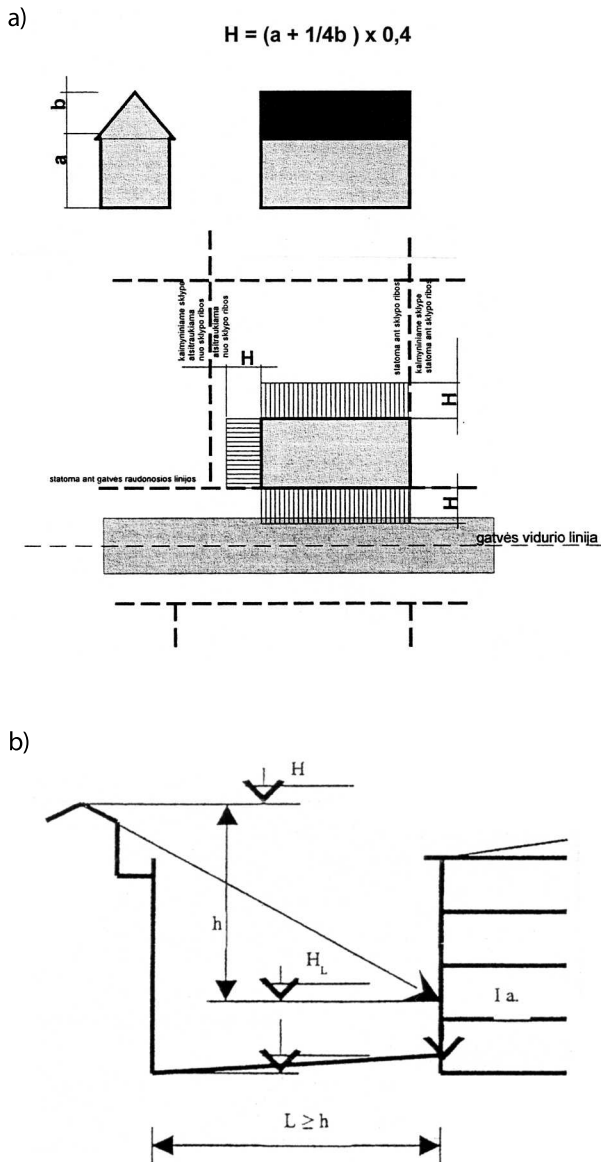 a)
H = (a + 1/4b ) x 0,4
b
a
kaimyniniame sklype
atsitraukiama
nuo sklypo ribos
atsitraukiama
nuo sklypo ribos
statoma ant sklypo ribos
kaimyniniame sklype
statoma ant sklypo ribos
H
H
statoma ant gatvės raudonosios linijos
H
gatvės vidurio linija
b)
H
h
H_L
I a.
L ≥ h